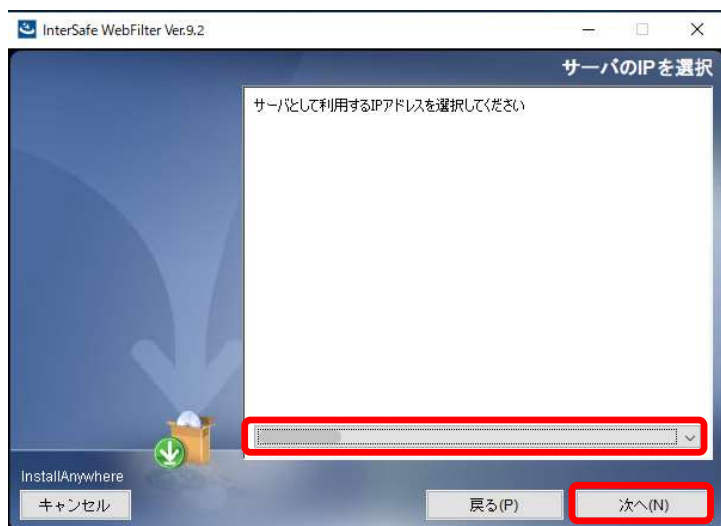 InterSafe WebFilter Ver.9.2
サーバのIPを選択
サーバとして利用するIPアドレスを選択してください
InstallAnywhere
キャンセル
戻る(P)
次へ(N)